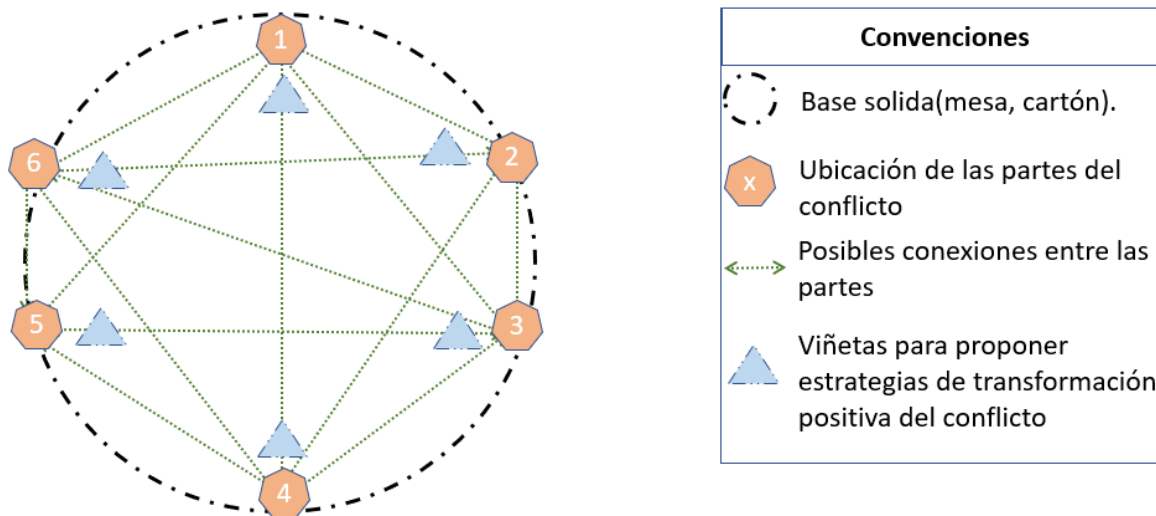 1
2
3
4
5
6
Convenciones
Base solida(mesa, cartón).
x
Ubicación de las partes del
conflicto
Posibles conexiones entre las
partes
Viñetas para proponer
estrategias de transformación
positiva del conflicto